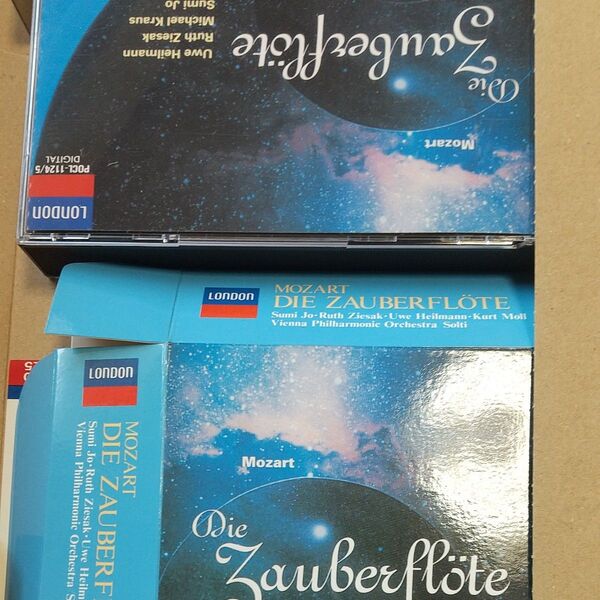 Die
Zauberflöte
Mozart
Uwe Heilmann
Ruth Ziesak
Michael Kraus
Sumi Jo
POCL-1124/5
DIGITAL
LONDON
LONDON
MOZART
DIE ZAUBERFLÖTE
Sumi Jo·Ruth Ziesak·Uwe Heilmann·Kurt Moll
Vienna Philharmonic Orchestra Solti
LONDON
MOZART
DIE ZAUBERF
Sumi Jo·Ruth Ziesak·Uwe Heilm
Vienna Philharmonic Orchestra S
Mozart
Die
Zauberflöte